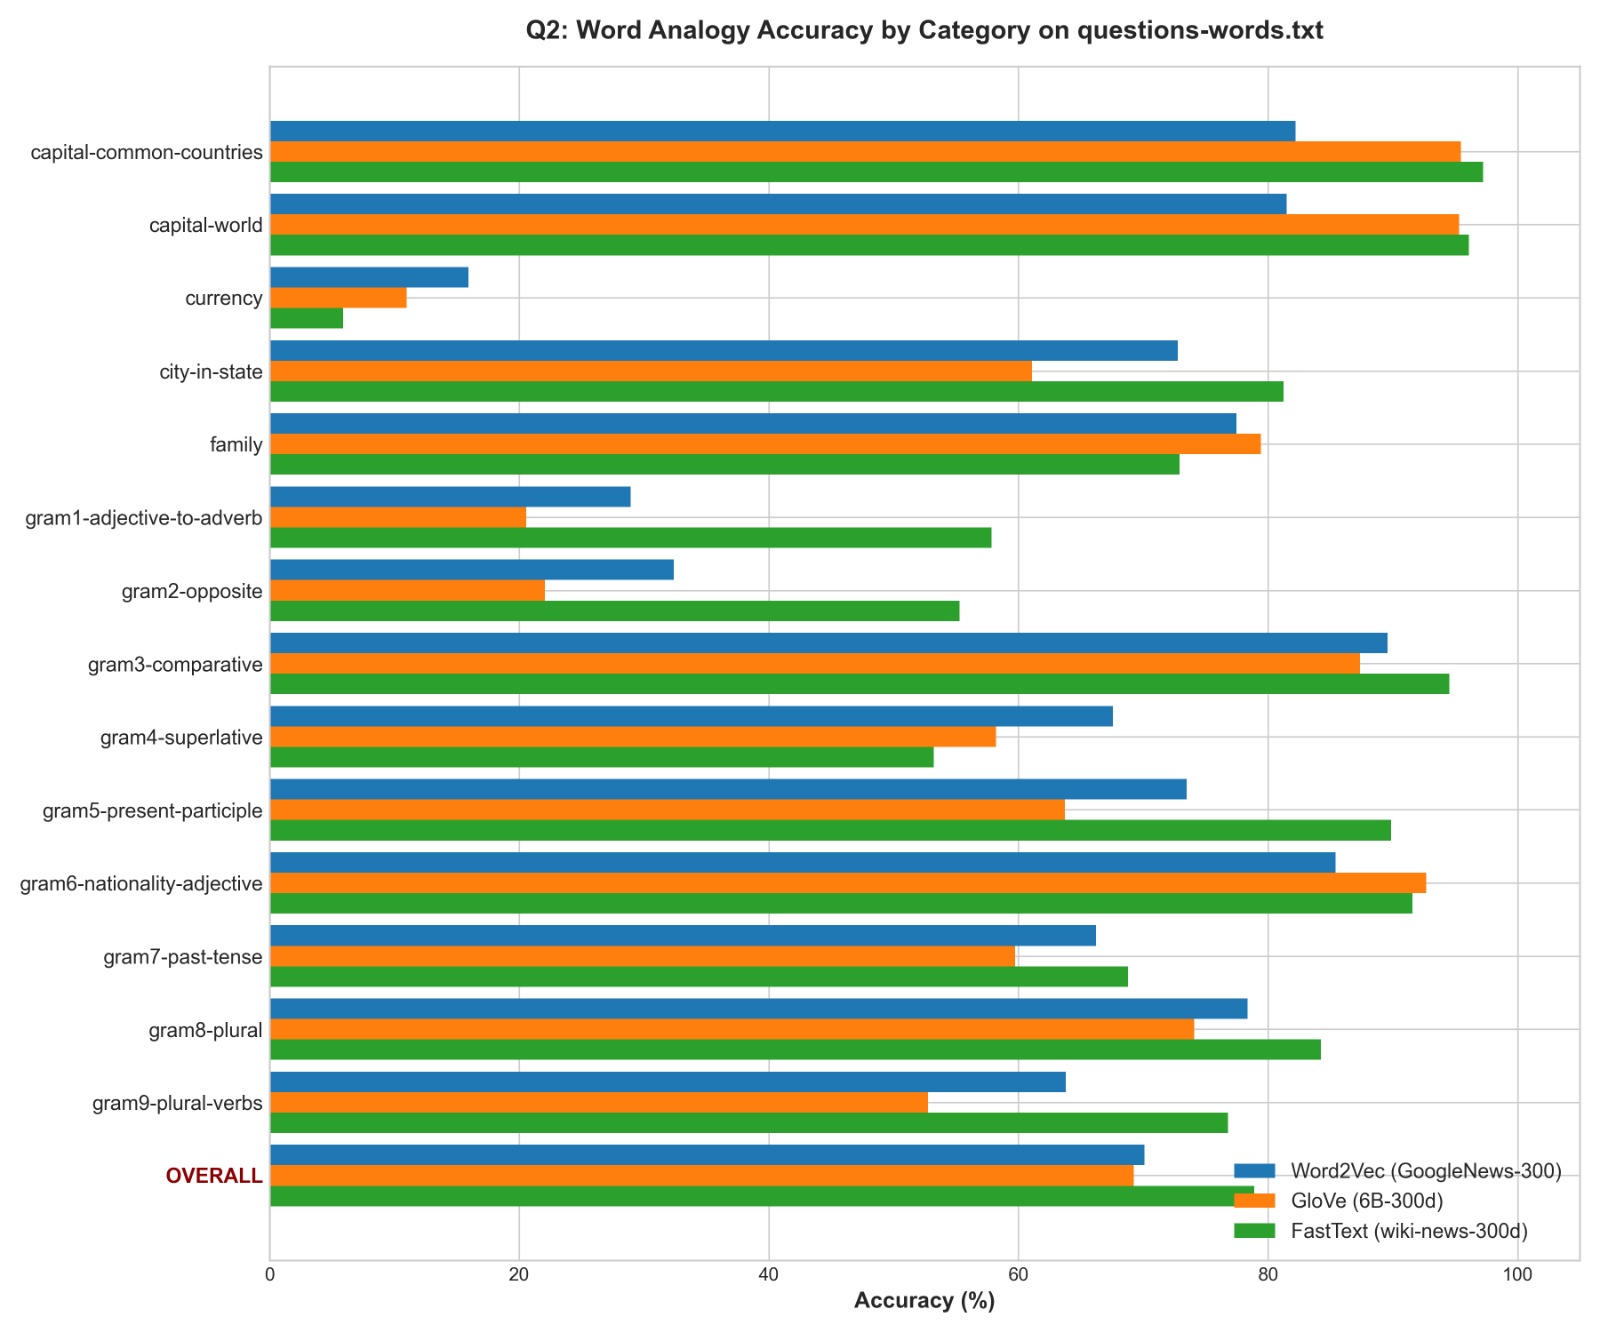 Q2: Word Analogy Accuracy by Category on questions-words.txt
capital-common-countries
capital-world
currency
city-in-state
family
gram1-adjective-to-adverb
gram2-opposite
gram3-comparative
gram4-superlative
gram5-present-participle
gram6-nationality-adjective
gram7-past-tense
gram8-plural
gram9-plural-verbs
OVERALL
Word2Vec (GoogleNews-300)
GloVe (6B-300d)
FastText (wiki-news-300d)
0 20 40 60 80 100
Accuracy (%)